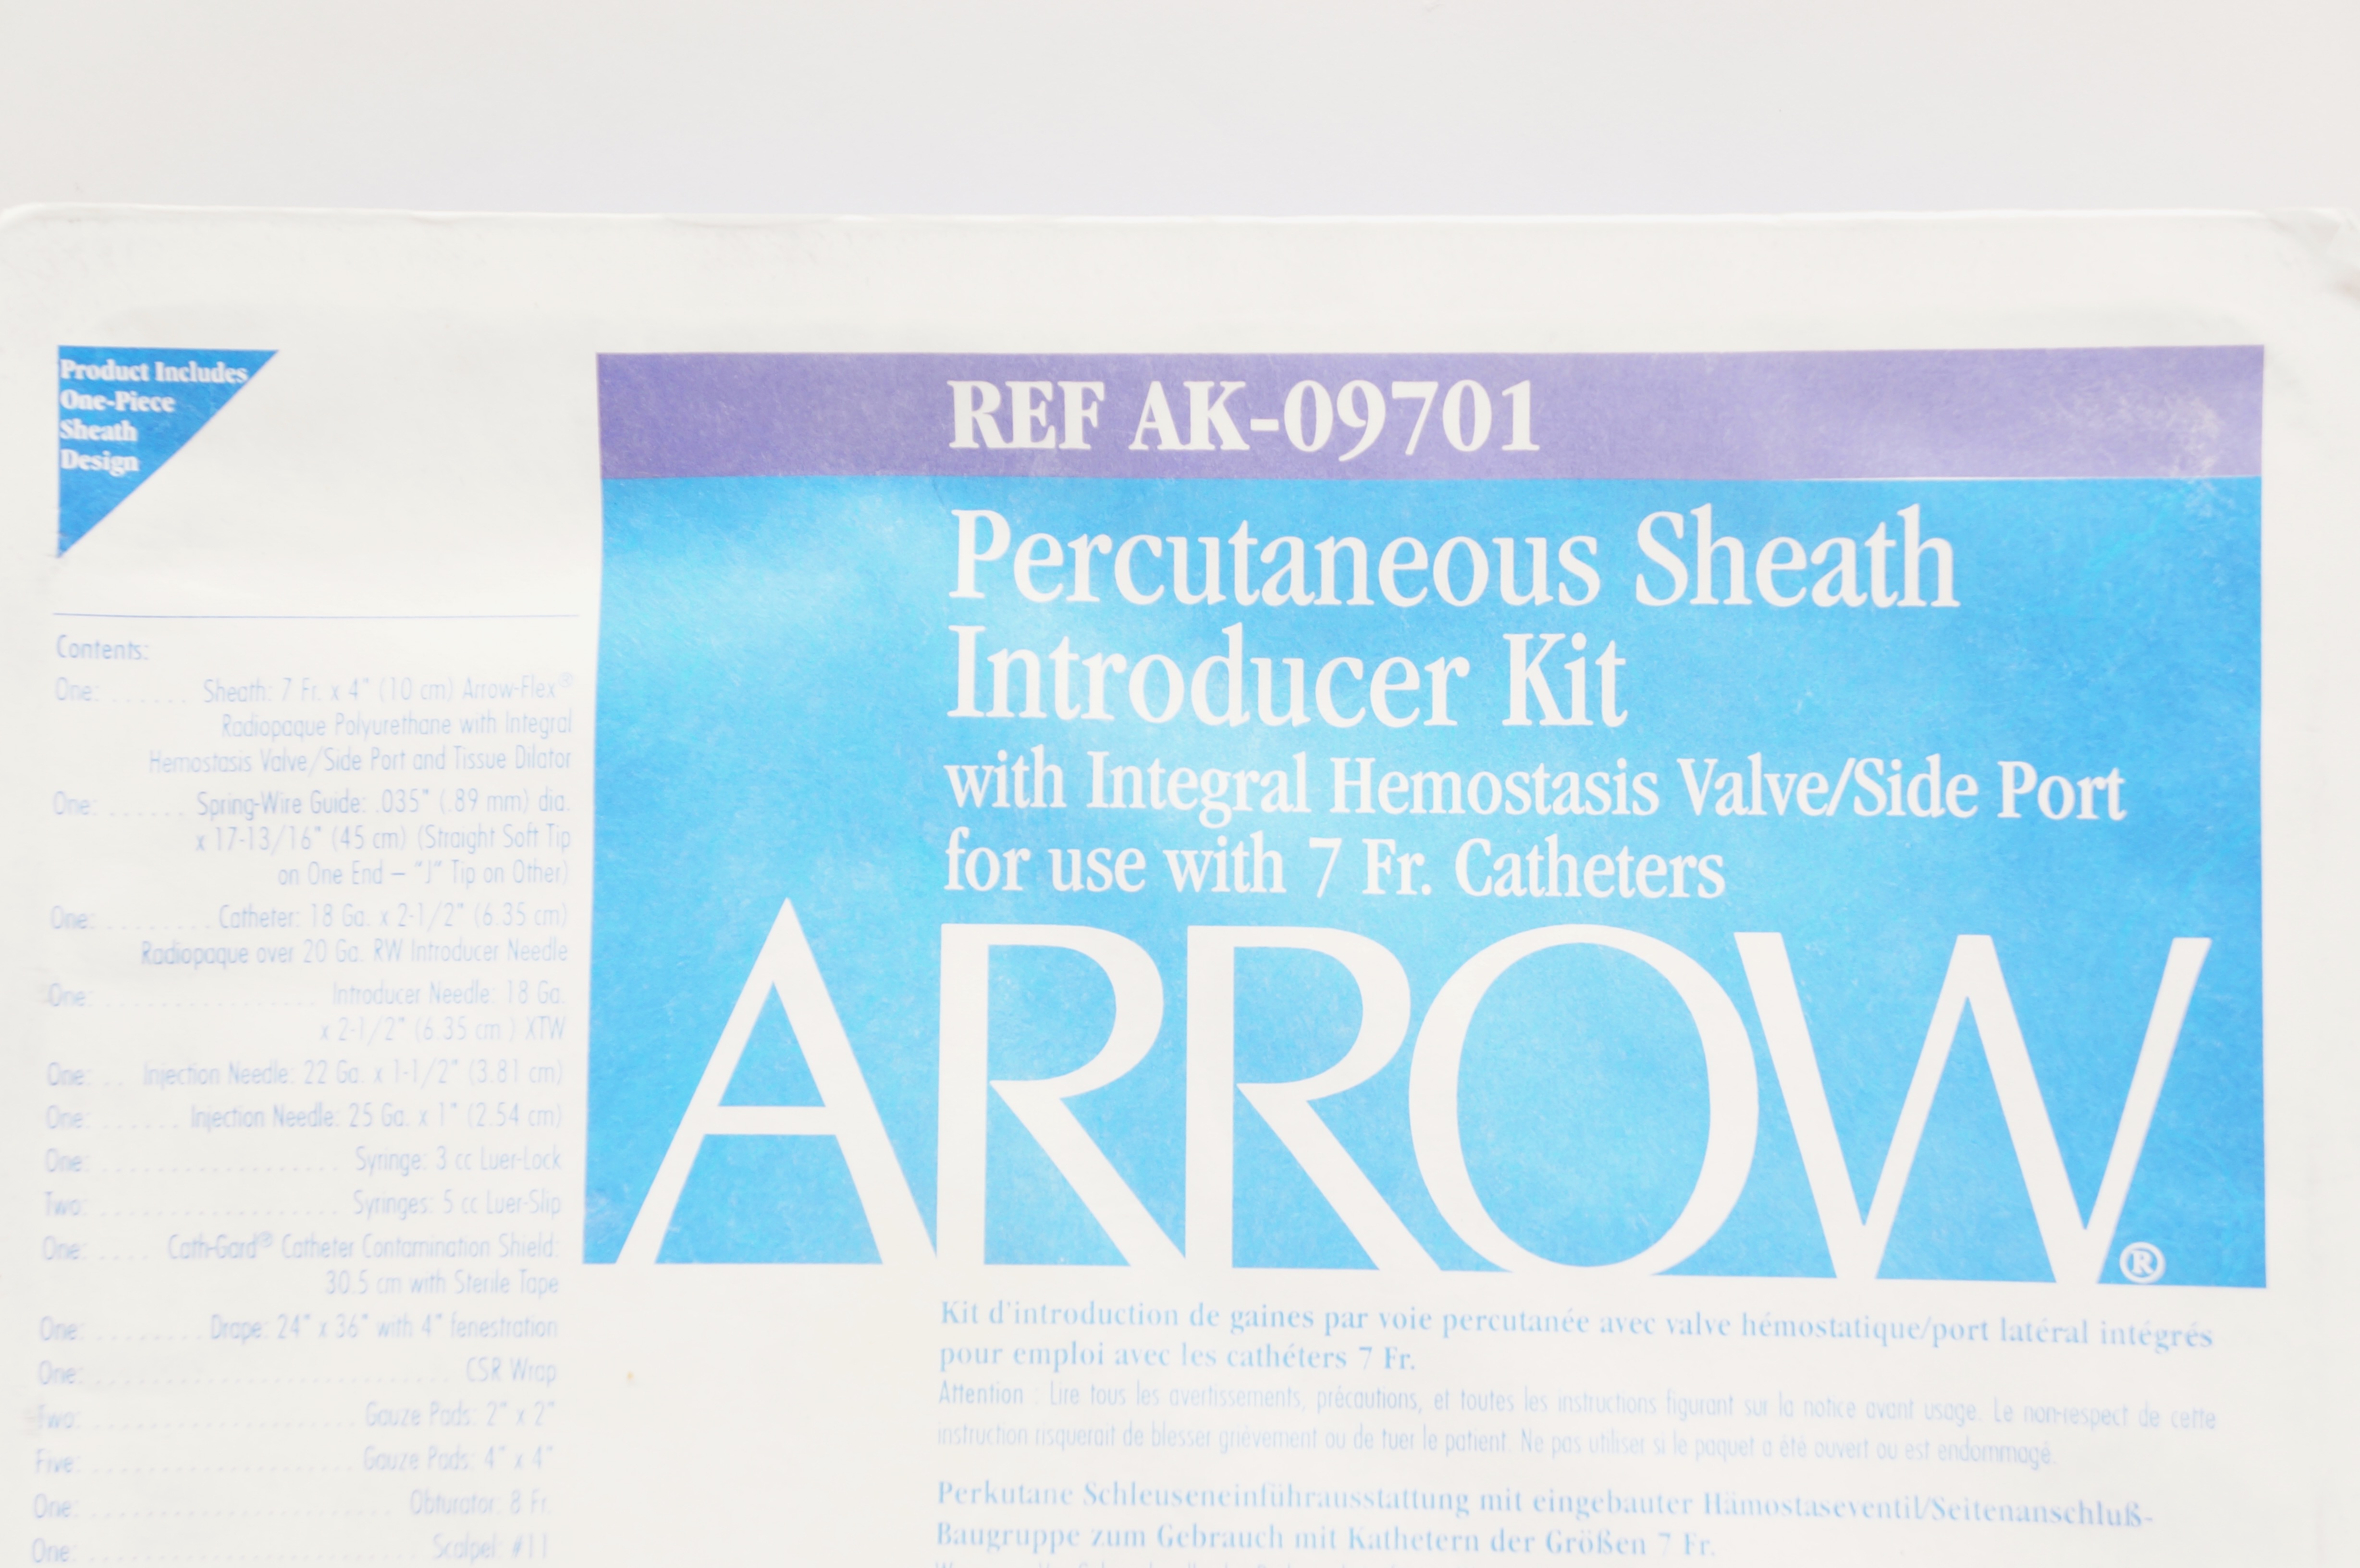 Product Includes
One-Piece
Sheath
Design
Contents:
One: ...... Sheath: 7 Fr. x 4" (10 cm) Arrow-Flex®
Radiopaque Polyurethane with Integral
Hemostasis Valve/Side Port and Tissue Dilator
One: ...... Spring-Wire Guide: .035" (.89 mm) dia.
x 17-13/16" (45 cm) (Straight Soft Tip
on One End – "J" Tip on Other)
One: ........ Catheter: 18 Ga. x 2-1/2" (6.35 cm)
Radiopaque over 20 Ga. RW Introducer Needle
One: ................ Introducer Needle: 18 Ga.
x 2-1/2" (6.35 cm ) XTW
One: .. Injection Needle: 22 Ga. x 1-1/2" (3.81 cm)
One: ...... Injection Needle: 25 Ga. x 1" (2.54 cm)
One: .................. Syringe: 3 cc Luer-Lock
Two: .................. Syringes: 5 cc Luer-Slip
One: .... Cath-Gard® Catheter Contamination Shield:
30.5 cm with Sterile Tape
One: ........ Drape: 24" x 36" with 4" fenestration
One: ........................... CSR Wrap
Two: .................... Gauze Pads: 2" x 2"
Five: .................... Gauze Pads: 4" x 4"
One: ....................... Obturator: 8 Fr.
One: ......................... Scalpel: #11
REF AK-09701
Percutaneous Sheath
Introducer Kit
with Integral Hemostasis Valve/Side Port
for use with 7 Fr. Catheters
ARROW®
Kit d'introduction de gaines par voie percutanée avec valve hémostatique/port latéral intégrés
pour emploi avec les cathéters 7 Fr.
Attention : Lire tous les avertissements, précautions, et toutes les instructions figurant sur la notice avant usage. Le non-respect de cette
instruction risquerait de blesser grièvement ou de tuer le patient. Ne pas utiliser si le paquet a été ouvert ou est endommagé.
Perkutane Schleuseneinführausstattung mit eingebauter Hämostaseventil/Seitenanschluß-
Baugruppe zum Gebrauch mit Kathetern der Größen 7 Fr.